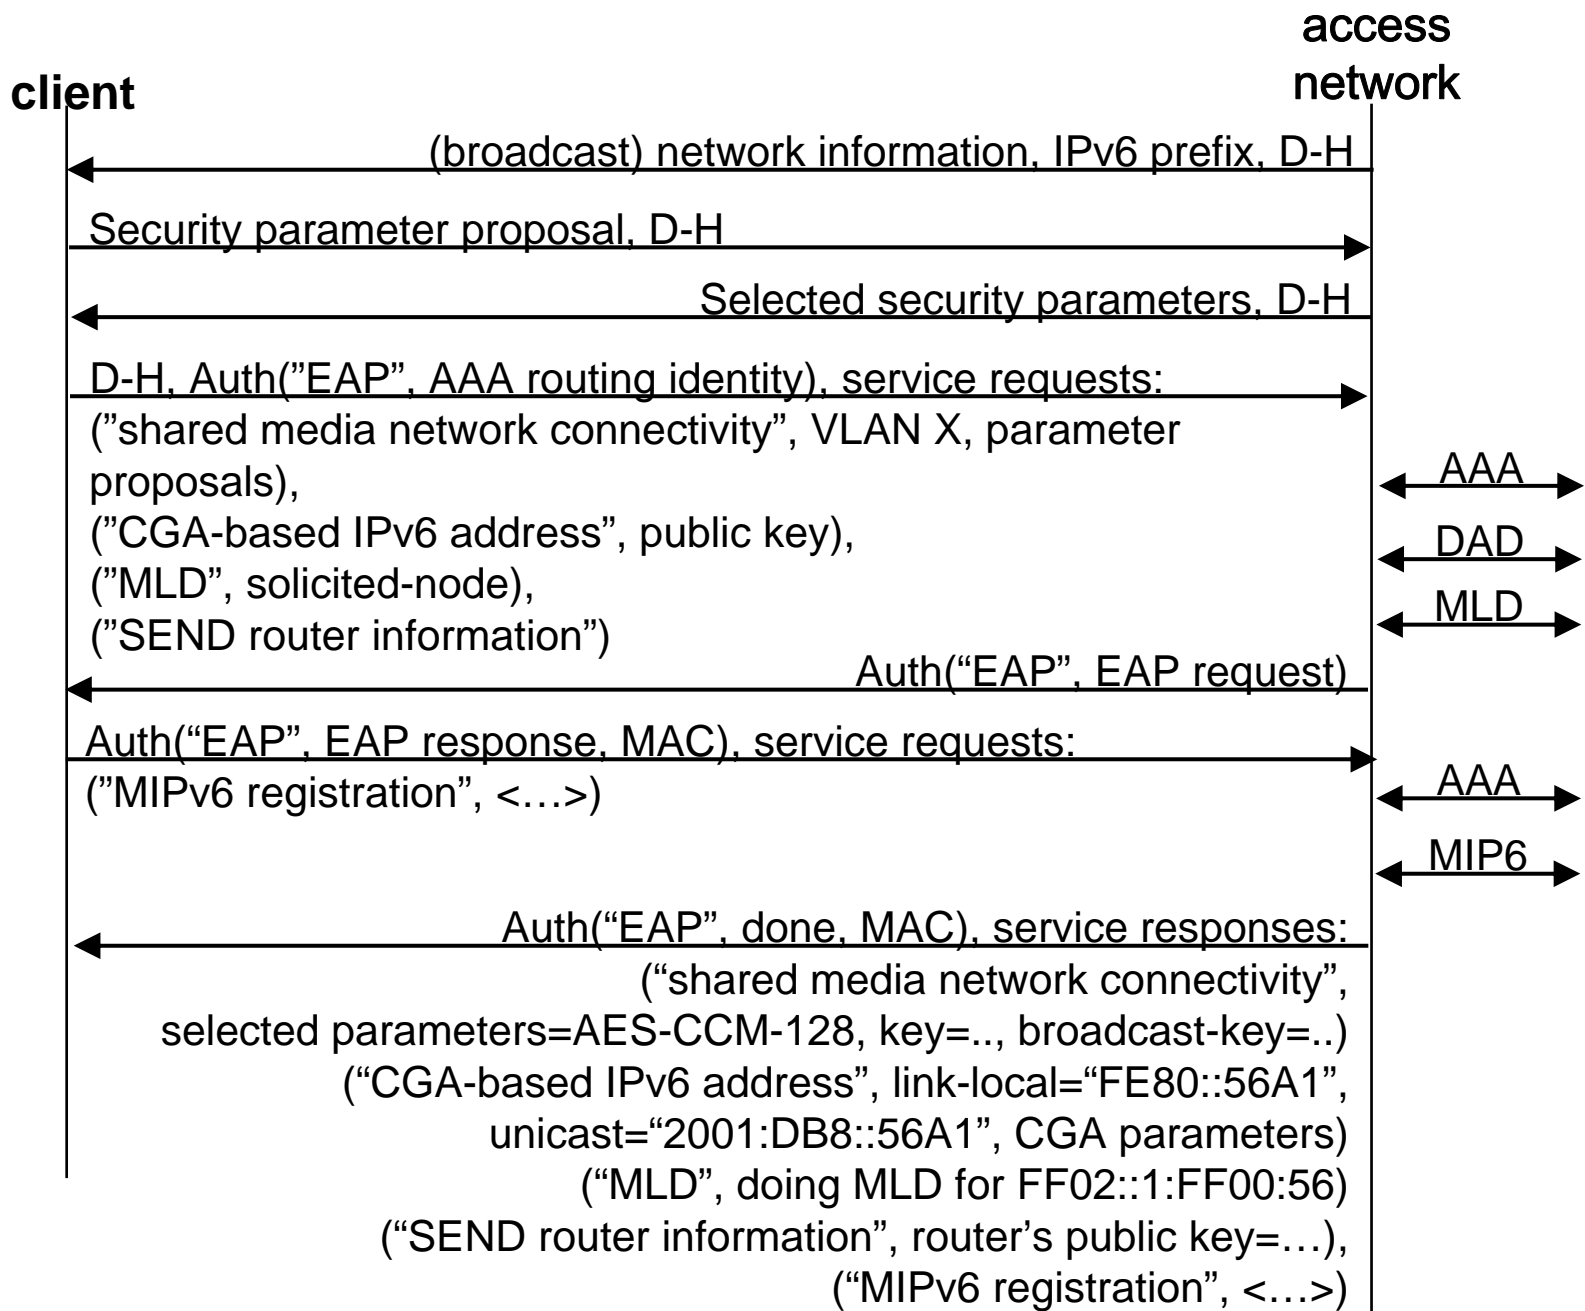 access
network
client
(broadcast) network information, IPv6 prefix, D-H
Security parameter proposal, D-H
Selected security parameters, D-H
D-H, Auth(”EAP”, AAA routing identity), service requests:
(”shared media network connectivity”, VLAN X, parameter
proposals),
(”CGA-based IPv6 address”, public key),
(”MLD”, solicited-node),
(”SEND router information”)
AAA
DAD
MLD
Auth(“EAP”, EAP request)
Auth(“EAP”, EAP response, MAC), service requests:
(”MIPv6 registration”, <…>)
AAA
MIP6
Auth(“EAP”, done, MAC), service responses:
(“shared media network connectivity”,
selected parameters=AES-CCM-128, key=.., broadcast-key=..)
(“CGA-based IPv6 address”, link-local=“FE80::56A1”,
unicast=“2001:DB8::56A1”, CGA parameters)
(“MLD”, doing MLD for FF02::1:FF00:56)
(“SEND router information”, router’s public key=…),
(“MIPv6 registration”, <…>)